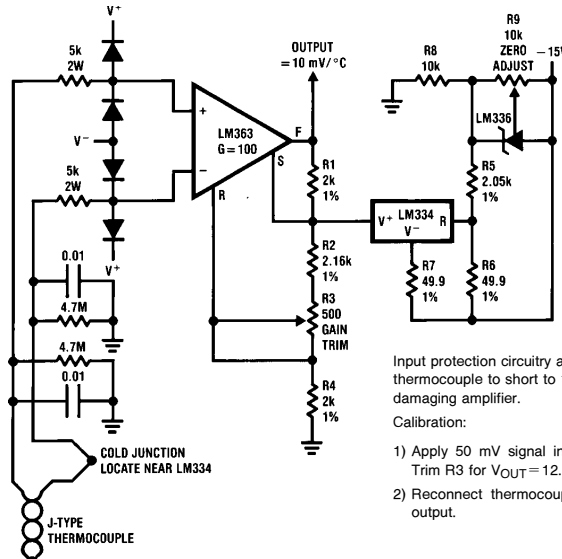 V+
5k
2W
V−
5k
2W
V+
0.01
4.7M
4.7M
0.01
COLD JUNCTION
LOCATE NEAR LM334
J-TYPE
THERMOCOUPLE
+
−
LM363
G=100
F
S
R
OUTPUT
=10 mV/°C
R1
2k
1%
R2
2.16k
1%
R3
500
GAIN
TRIM
R4
2k
1%
V+ LM334 R
V−
R7
49.9
1%
R8
10k
R9
10k
ZERO
ADJUST
−15V
LM336
R5
2.05k
1%
R6
49.9
1%
Input protection circuitry
thermocouple to short to
damaging amplifier.
Calibration:
1) Apply 50 mV signal
Trim R3 for VOUT=12.
2) Reconnect
output.